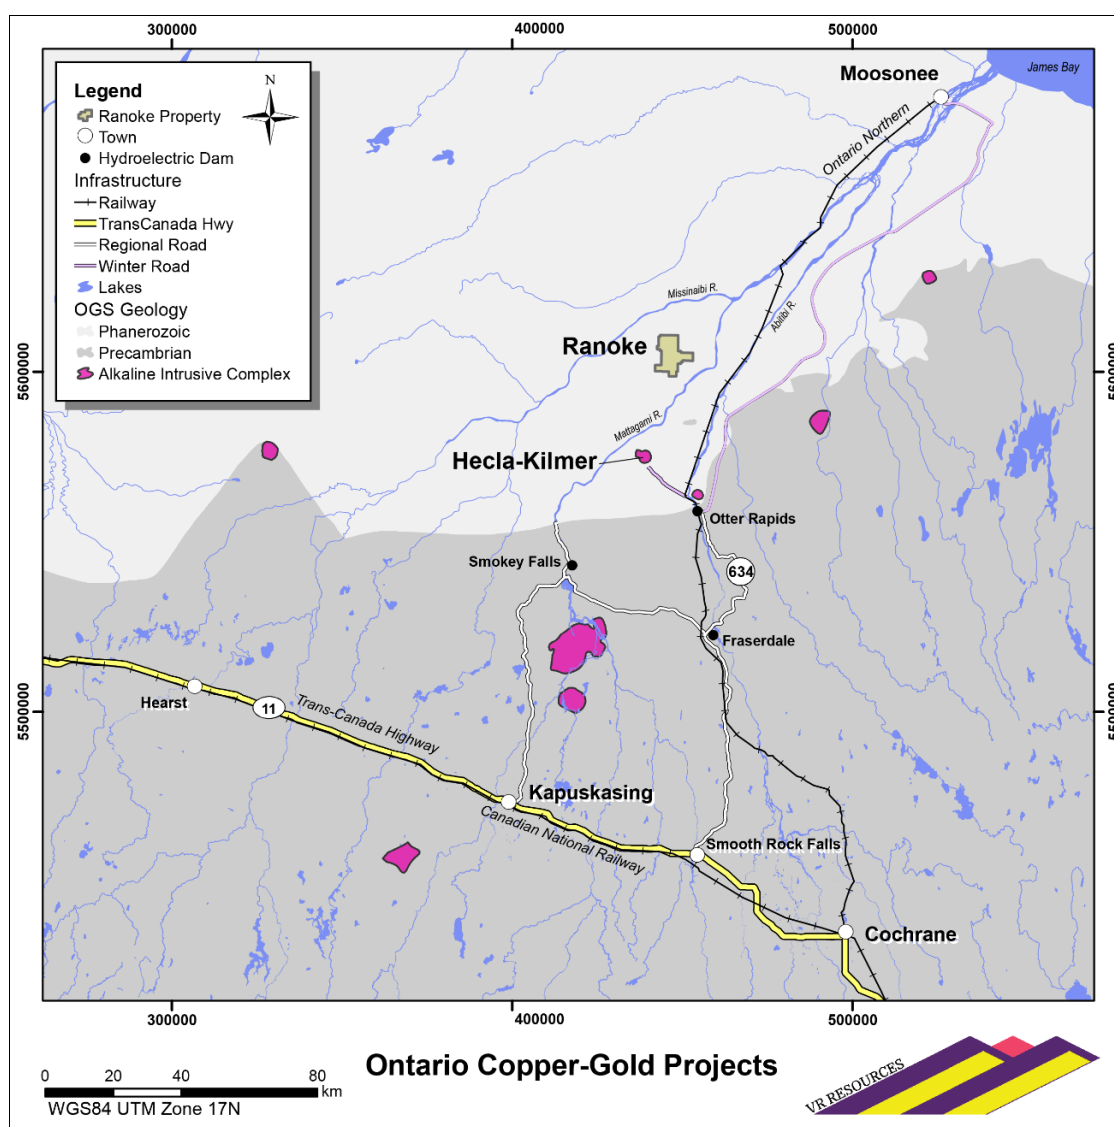 300000
400000
500000
Legend
N
Ranoke Property
Town
Hydroelectric Dam
Infrastructure
Railway
TransCanada Hwy
Regional Road
Winter Road
Lakes
OGS Geology
Phanerozoic
Precambrian
Alkaline Intrusive Complex
James Bay
Moosonee
Ontario Northern
Missinaibi R.
Abitibi R.
Ranoke
5600000
5600000
Mattagami R.
Hecla-Kilmer
Otter Rapids
Smokey Falls
634
Fraserdale
Hearst
11
Trans-Canada Highway
5500000
5500000
Kapuskasing
Canadian National Railway
Smooth Rock Falls
Cochrane
300000
400000
500000
Ontario Copper-Gold Projects
0 20 40 80
km
WGS84 UTM Zone 17N
VR RESOURCES